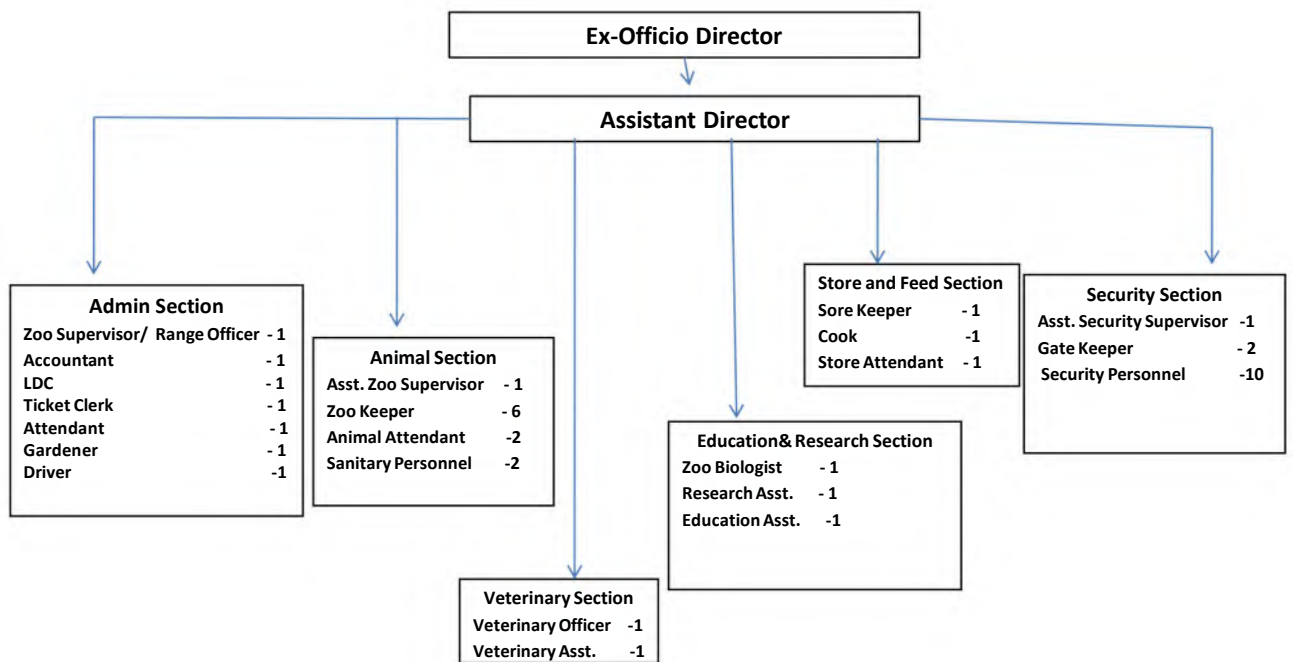 Ex-Officio Director
Assistant Director
Admin Section
Zoo Supervisor/ Range Officer - 1
Accountant - 1
LDC - 1
Ticket Clerk - 1
Attendant - 1
Gardener - 1
Driver -1
Animal Section
Asst. Zoo Supervisor - 1
Zoo Keeper - 6
Animal Attendant -2
Sanitary Personnel -2
Veterinary Section
Veterinary Officer -1
Veterinary Asst. -1
Education& Research Section
Zoo Biologist - 1
Research Asst. - 1
Education Asst. -1
Store and Feed Section
Sore Keeper - 1
Cook -1
Store Attendant - 1
Security Section
Asst. Security Supervisor -1
Gate Keeper - 2
Security Personnel -10